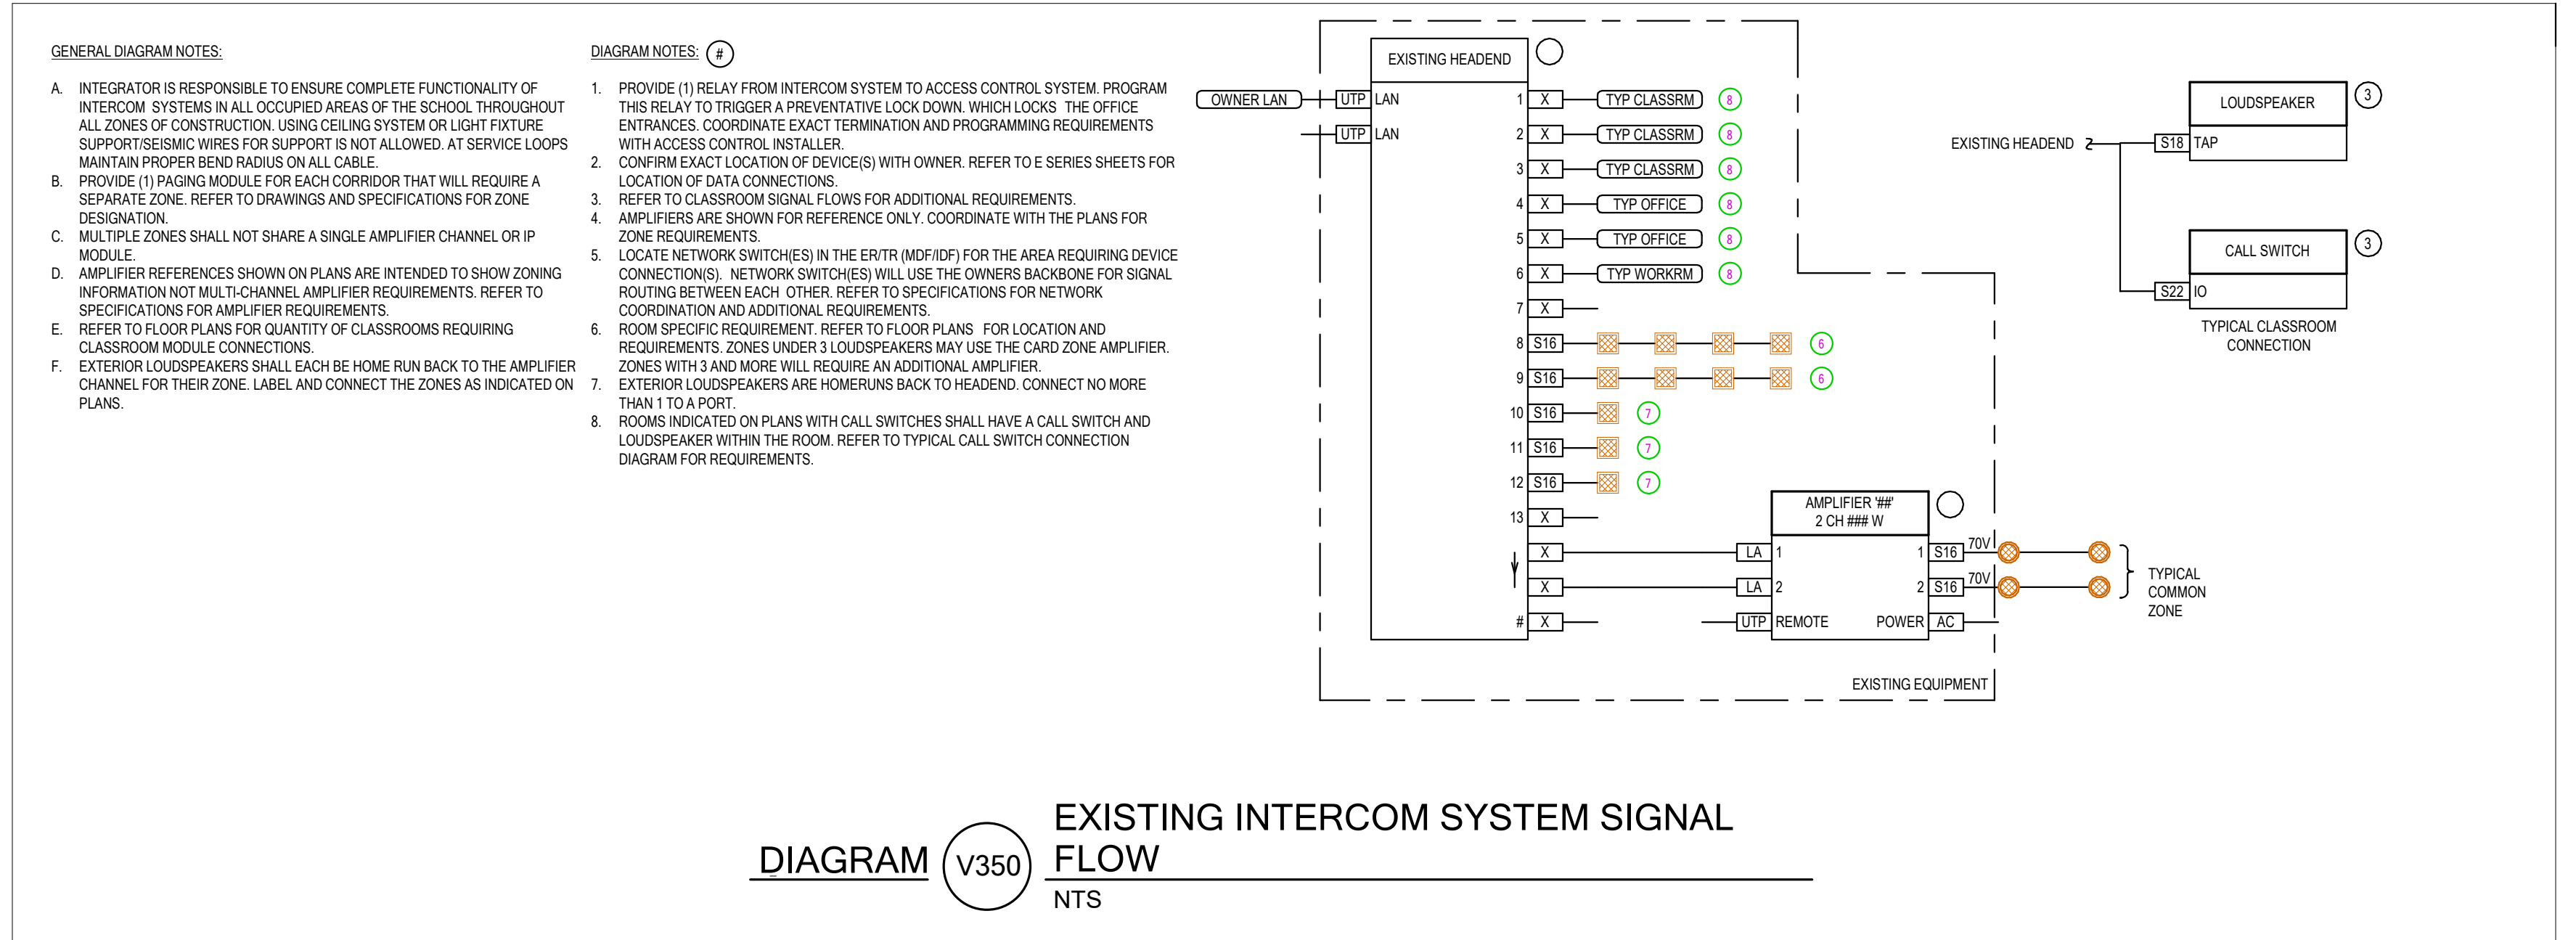 GENERAL DIAGRAM NOTES:
A. INTEGRATOR IS RESPONSIBLE TO ENSURE COMPLETE FUNCTIONALITY OF
INTERCOM SYSTEMS IN ALL OCCUPIED AREAS OF THE SCHOOL THROUGHOUT
ALL ZONES OF CONSTRUCTION. USING CEILING SYSTEM OR LIGHT FIXTURE
SUPPORT/SEISMIC WIRES FOR SUPPORT IS NOT ALLOWED. AT SERVICE LOOPS
MAINTAIN PROPER BEND RADIUS ON ALL CABLE.
B. PROVIDE (1) PAGING MODULE FOR EACH CORRIDOR THAT WILL REQUIRE A
SEPARATE ZONE. REFER TO DRAWINGS AND SPECIFICATIONS FOR ZONE
DESIGNATION.
C. MULTIPLE ZONES SHALL NOT SHARE A SINGLE AMPLIFIER CHANNEL OR IP
MODULE.
D. AMPLIFIER REFERENCES SHOWN ON PLANS ARE INTENDED TO SHOW ZONING
INFORMATION NOT MULTI-CHANNEL AMPLIFIER REQUIREMENTS. REFER TO
SPECIFICATIONS FOR AMPLIFIER REQUIREMENTS.
E. REFER TO FLOOR PLANS FOR QUANTITY OF CLASSROOMS REQUIRING
CLASSROOM MODULE CONNECTIONS.
F. EXTERIOR LOUDSPEAKERS SHALL EACH BE HOME RUN BACK TO THE AMPLIFIER
CHANNEL FOR THEIR ZONE. LABEL AND CONNECT THE ZONES AS INDICATED ON
PLANS.
DIAGRAM NOTES: #
1. PROVIDE (1) RELAY FROM INTERCOM SYSTEM TO ACCESS CONTROL SYSTEM. PROGRAM
THIS RELAY TO TRIGGER A PREVENTATIVE LOCK DOWN. WHICH LOCKS THE OFFICE
ENTRANCES. COORDINATE EXACT TERMINATION AND PROGRAMMING REQUIREMENTS
WITH ACCESS CONTROL INSTALLER.
2. CONFIRM EXACT LOCATION OF DEVICE(S) WITH OWNER. REFER TO E SERIES SHEETS FOR
LOCATION OF DATA CONNECTIONS.
3. REFER TO CLASSROOM SIGNAL FLOWS FOR ADDITIONAL REQUIREMENTS.
4. AMPLIFIERS ARE SHOWN FOR REFERENCE ONLY. COORDINATE WITH THE PLANS FOR
ZONE REQUIREMENTS.
5. LOCATE NETWORK SWITCH(ES) IN THE ER/TR (MDF/IDF) FOR THE AREA REQUIRING DEVICE
CONNECTION(S). NETWORK SWITCH(ES) WILL USE THE OWNERS BACKBONE FOR SIGNAL
ROUTING BETWEEN EACH OTHER. REFER TO SPECIFICATIONS FOR NETWORK
COORDINATION AND ADDITIONAL REQUIREMENTS.
6. ROOM SPECIFIC REQUIREMENT. REFER TO FLOOR PLANS FOR LOCATION AND
REQUIREMENTS. ZONES UNDER 3 LOUDSPEAKERS MAY USE THE CARD ZONE AMPLIFIER.
ZONES WITH 3 AND MORE WILL REQUIRE AN ADDITIONAL AMPLIFIER.
7. EXTERIOR LOUDSPEAKERS ARE HOMERUNS BACK TO HEADEND. CONNECT NO MORE
THAN 1 TO A PORT.
8. ROOMS INDICATED ON PLANS WITH CALL SWITCHES SHALL HAVE A CALL SWITCH AND
LOUDSPEAKER WITHIN THE ROOM. REFER TO TYPICAL CALL SWITCH CONNECTION
DIAGRAM FOR REQUIREMENTS.
EXISTING HEADEND
OWNER LAN UTP LAN 1 X TYP CLASSRM 8
UTP LAN 2 X TYP CLASSRM 8
3 X TYP CLASSRM 8
4 X TYP OFFICE 8
5 X TYP OFFICE 8
6 X TYP WORKRM 8
7 X
8 S16 6
9 S16 6
10 S16 7
11 S16 7
12 S16 7
13 X
X
X
# X
AMPLIFIER '##'
2 CH ### W
LA 1 1 S16 70V
LA 2 2 S16 70V
UTP REMOTE POWER AC
TYPICAL
COMMON
ZONE
EXISTING EQUIPMENT
LOUDSPEAKER 3
EXISTING HEADEND S18 TAP
CALL SWITCH 3
S22 IO
TYPICAL CLASSROOM
CONNECTION
DIAGRAM V350
EXISTING INTERCOM SYSTEM SIGNAL
FLOW
NTS